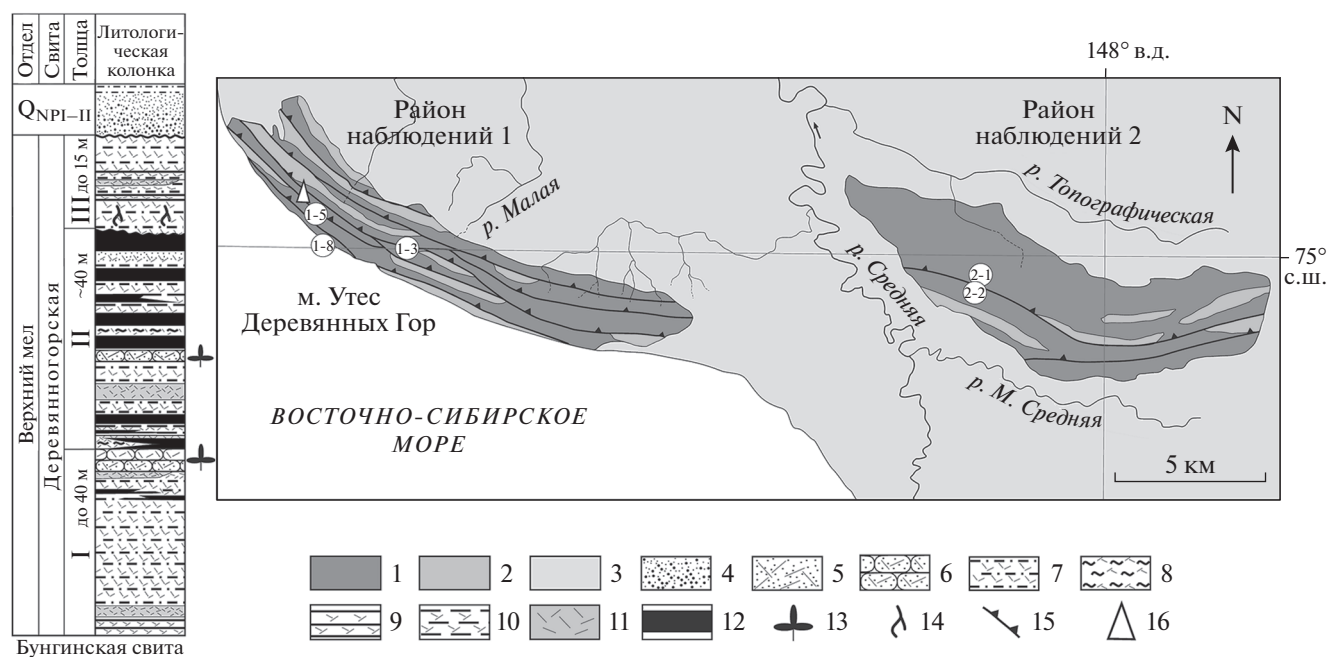 Отдел
Свита
Толща
Литологи-
ческая
колонка
Q NPI–II
Верхний мел
Деревянногорская
III до 15 м
II ~40 м
I до 40 м
Бунгинская свита
148° в.д.
75°
с.ш.
Район
наблюдений 1
Район
наблюдений 2
N
р. Малая
р. Топографическая
р. Средняя
р. М. Средняя
1-5
1-8
1-3
2-1
2-2
м. Утес
Деревянных Гор
ВОСТОЧНО-СИБИРСКОЕ
МОРЕ
5 км
1 2 3 4 5 6 7 8
9 10 11 12 13 14 15 16